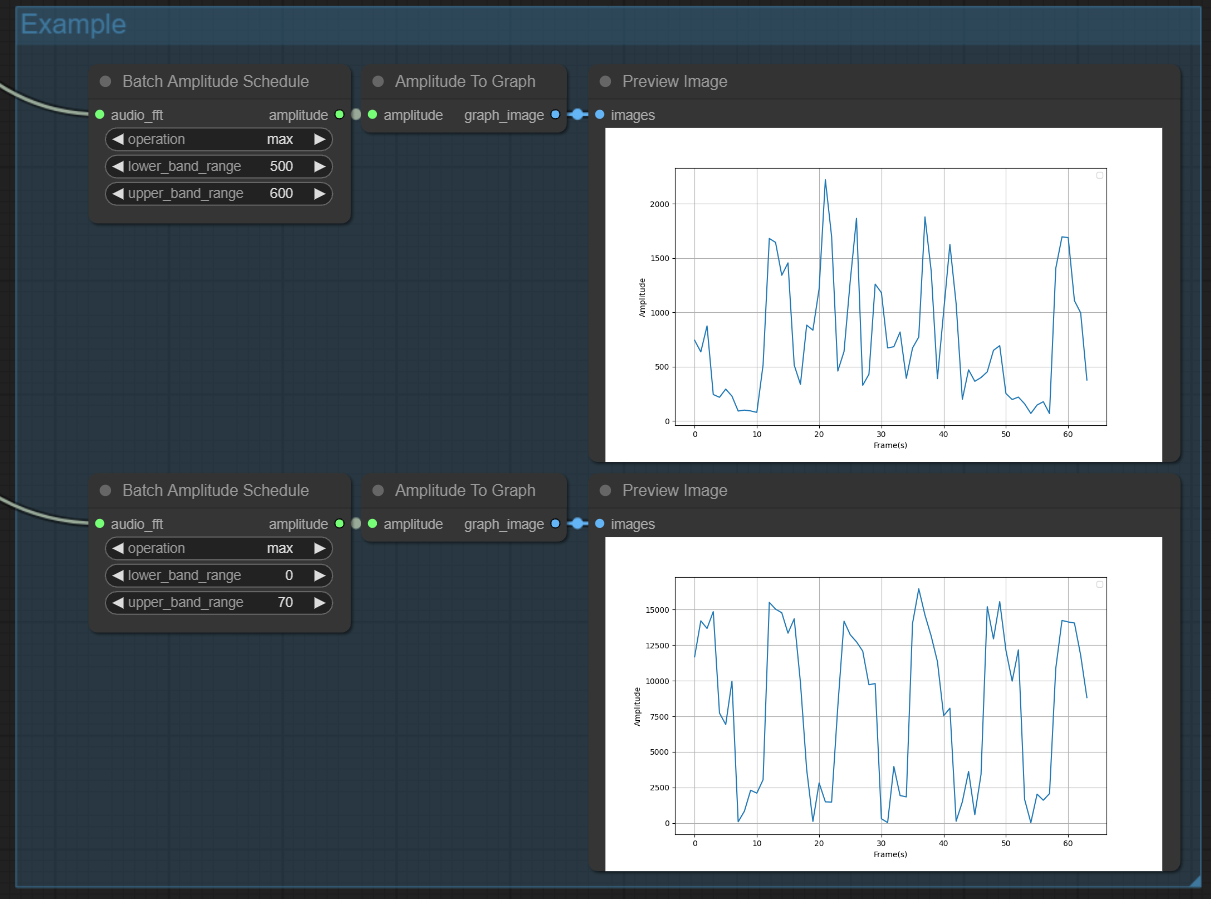 Example
Batch Amplitude Schedule
audio_fft amplitude
operation max
lower_band_range 500
upper_band_range 600
Amplitude To Graph
amplitude graph_image
Preview Image
images
2000
1500
1000
500
0
Amplitude
0 10 20 30 40 50 60
Frame(s)
Batch Amplitude Schedule
audio_fft amplitude
operation max
lower_band_range 0
upper_band_range 70
Amplitude To Graph
amplitude graph_image
Preview Image
images
15000
12500
10000
7500
5000
2500
0
Amplitude
0 10 20 30 40 50 60
Frame(s)